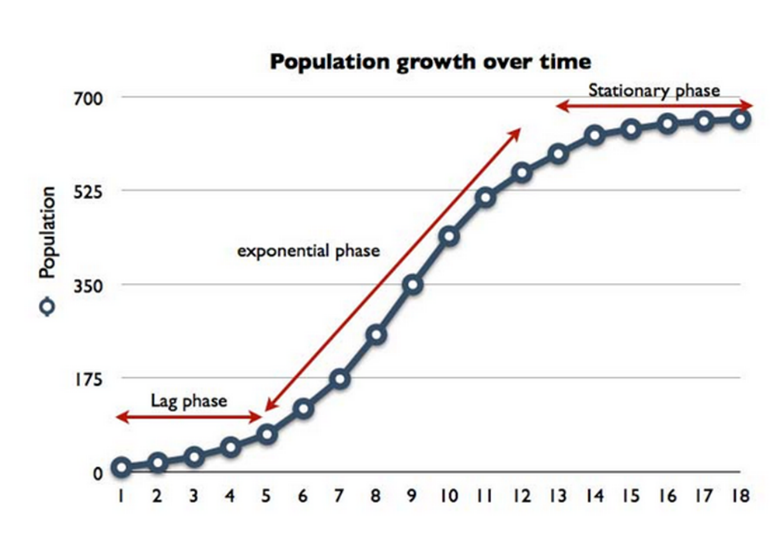 Population growth over time
Stationary phase
700
525
350
175
0
Population
exponential phase
Lag phase
1 2 3 4 5 6 7 8 9 10 11 12 13 14 15 16 17 18